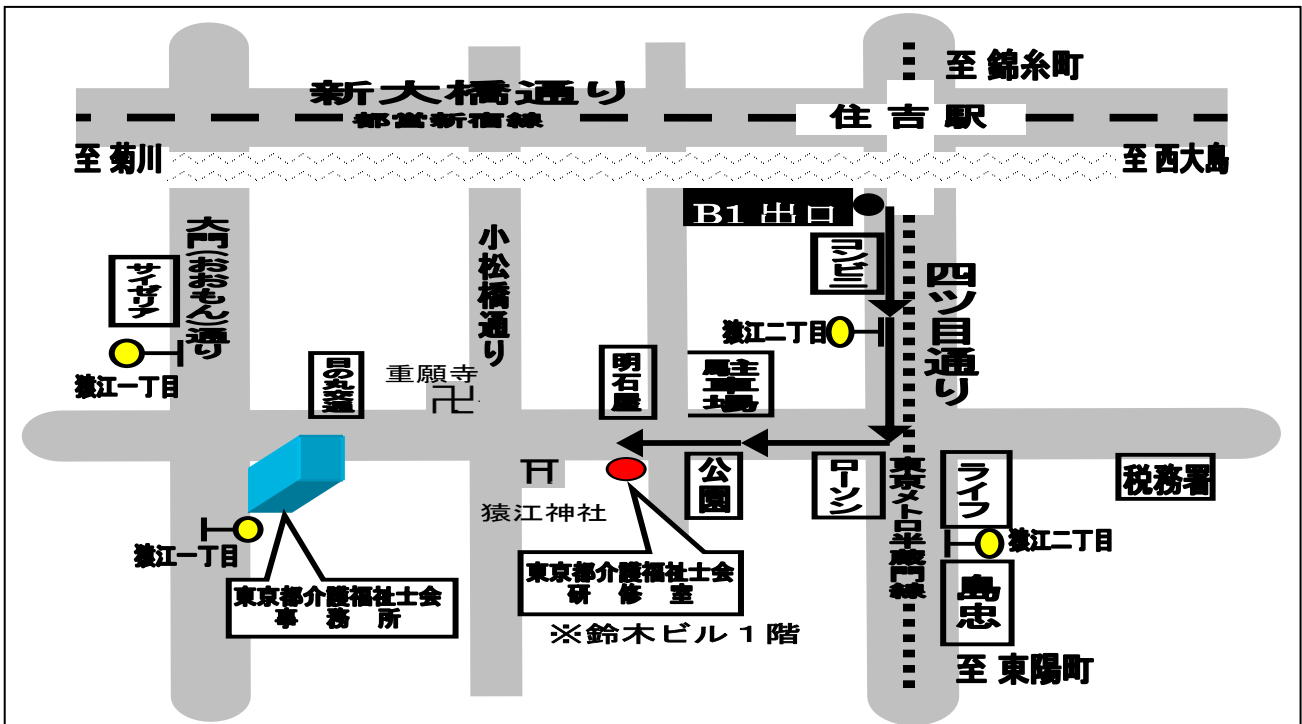 至 錦糸町
新大橋通り
都営新宿線
住吉駅
至 菊川
至 西大島
B1 出口
コンビニ
四ツ目通り
大門(おおもん)通り
小松橋通り
サイゼリヤ
猿江二丁目
猿江一丁目
日の丸交通
重願寺
卍
明石屋
駐車場
公園
ローソン
東京メトロ半蔵門線
ライフ
税務署
猿江神社
猿江一丁目
猿江二丁目
島忠
東京都介護福祉士会
事務所
東京都介護福祉士会
研修室
※鈴木ビル1階
至 東陽町